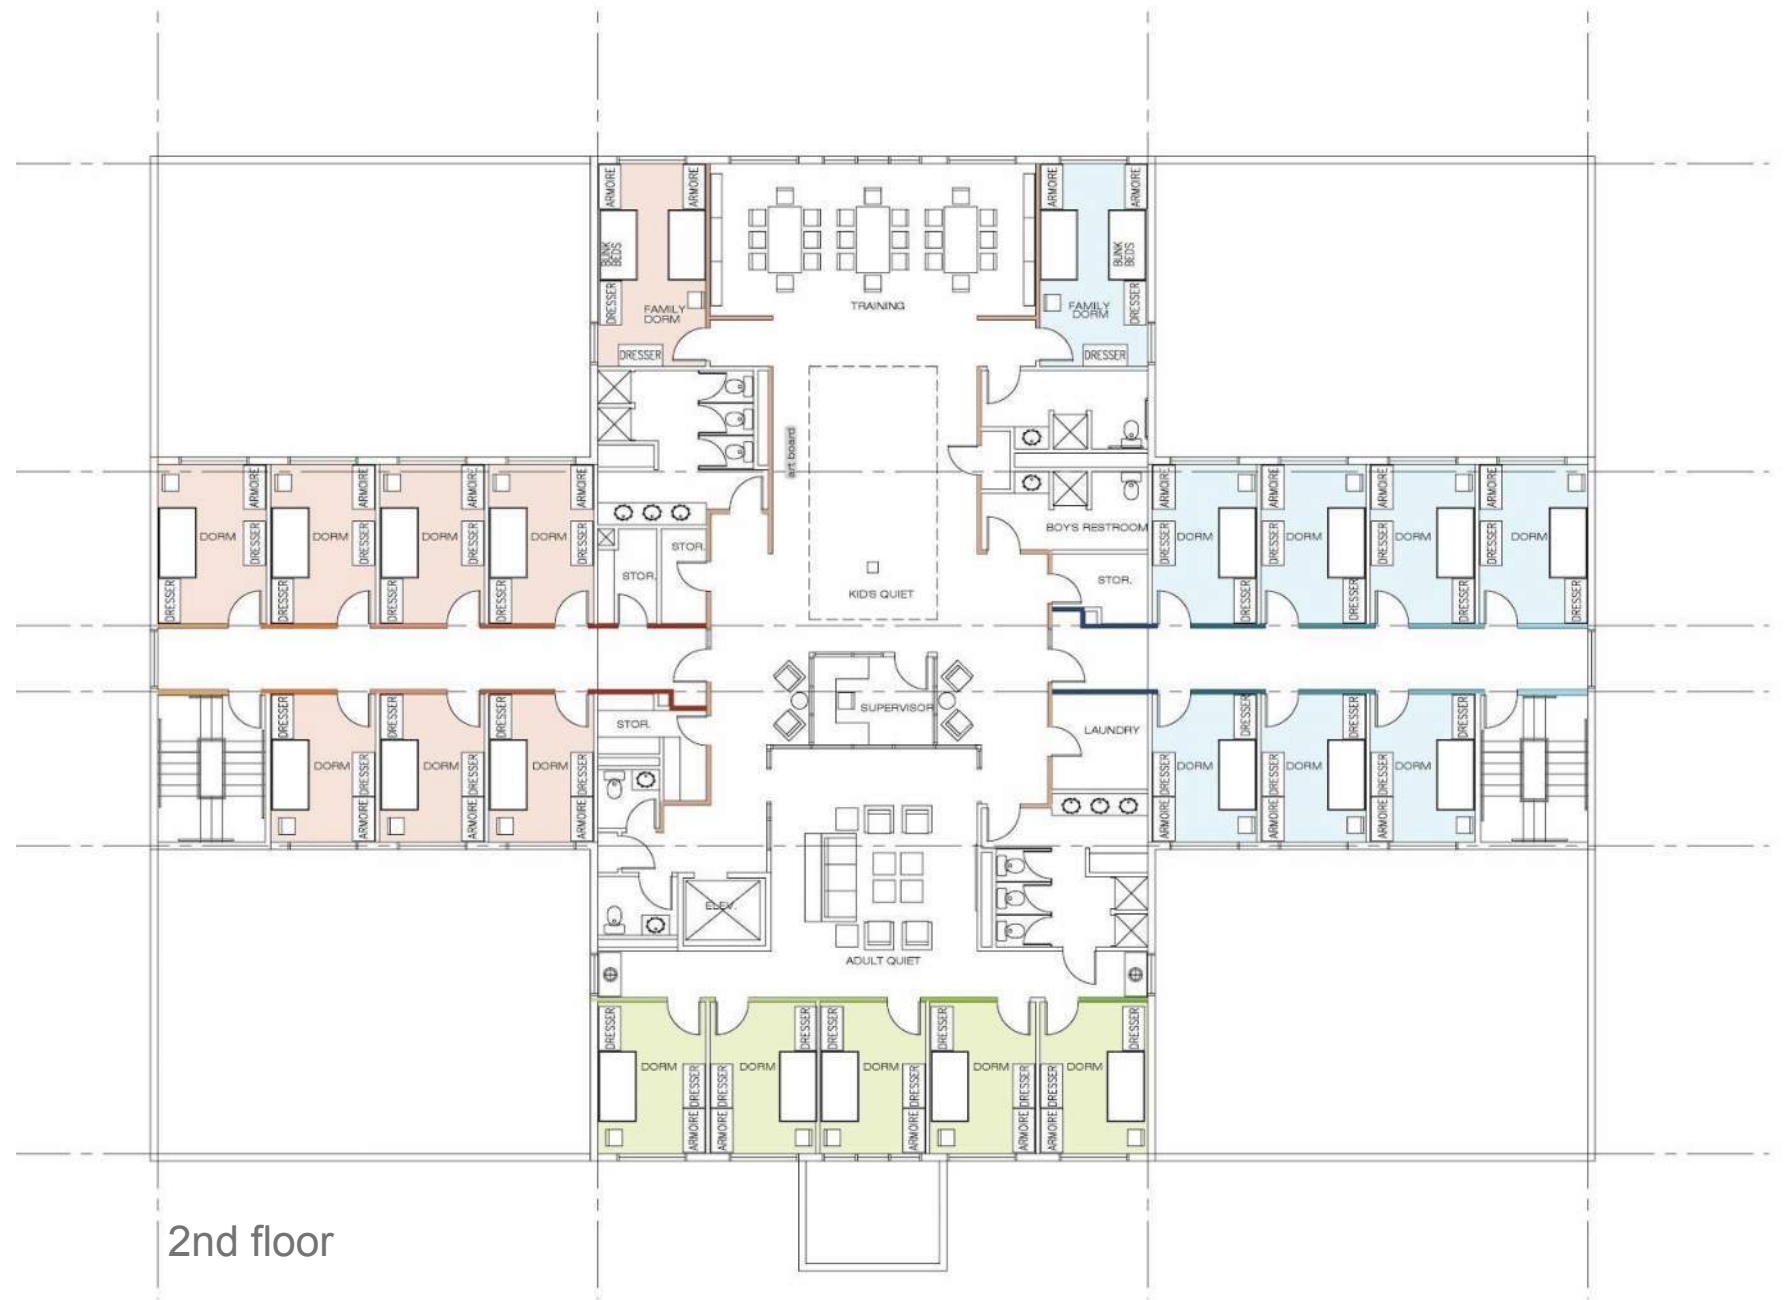 ARMOIRE
ARMOIRE
ARMOIRE
ARMOIRE
BUNK
BEDS
BUNK
BEDS
DRESSER
FAMILY
DORM
TRAINING
FAMILY
DORM
DRESSER
DRESSER
DRESSER
art board
ARMOIRE
ARMOIRE
ARMOIRE
ARMOIRE
ARMOIRE
ARMOIRE
ARMOIRE
ARMOIRE
DORM
DRESSER
DORM
DRESSER
DORM
DRESSER
DORM
DRESSER
STOR.
STOR.
BOY'S RESTROOM
DRESSER
DORM
DRESSER
DORM
DRESSER
DORM
DRESSER
DORM
DRESSER
DRESSER
DRESSER
DRESSER
KID'S QUIET
STOR.
DRESSER
DRESSER
DRESSER
DRESSER
DRESSER
DRESSER
DRESSER
STOR.
SUPERVISOR
LAUNDRY
DRESSER
DRESSER
DRESSER
DORM
DRESSER
DORM
DRESSER
DORM
DRESSER
DRESSER
DORM
DRESSER
DORM
DRESSER
DORM
ARMOIRE
ARMOIRE
ARMOIRE
ARMOIRE
ARMOIRE
ARMOIRE
ELEV.
ADULT QUIET
DRESSER
DRESSER
DRESSER
DRESSER
DRESSER
DORM
DRESSER
DRESSER
DORM
DORM
DRESSER
DORM
DRESSER
DRESSER
DORM
ARMOIRE
ARMOIRE
ARMOIRE
ARMOIRE
ARMOIRE
2nd floor